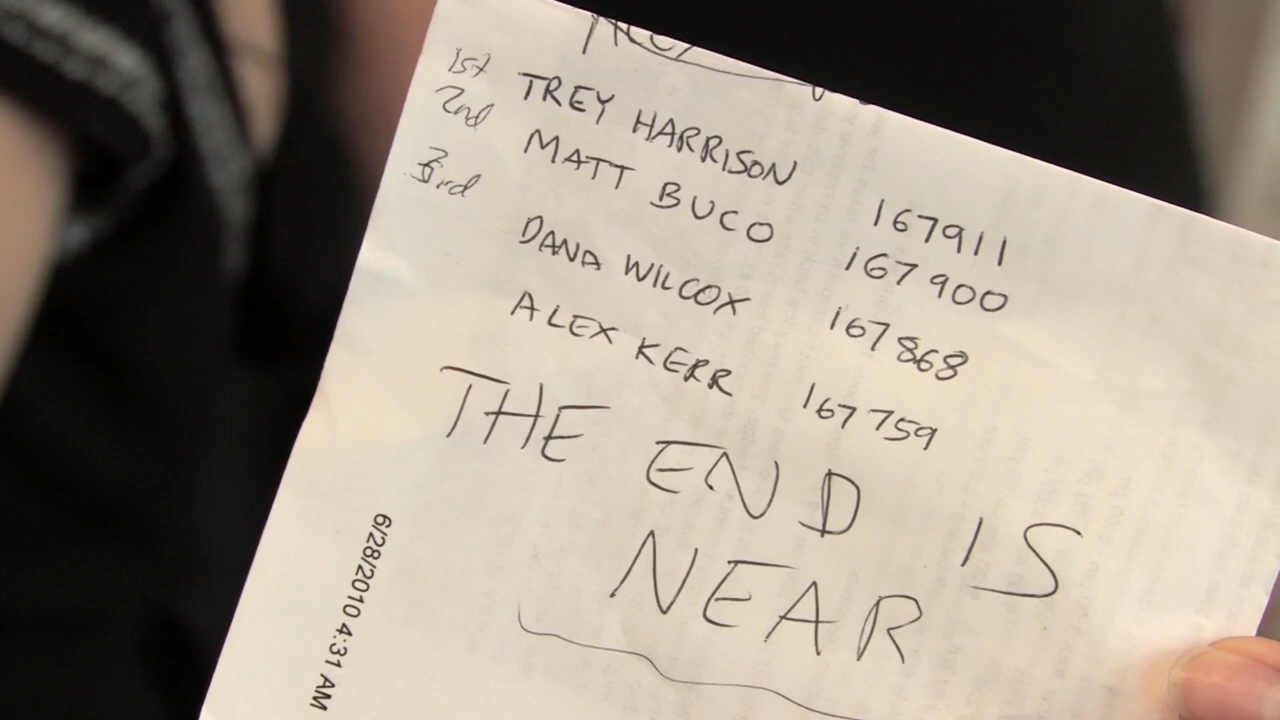 1st TREY HARRISON 167911
2nd MATT BUCO 167900
3rd DANA WILCOX 167868
ALEX KERR 167759
THE END IS
NEAR
6/28/2010 4:31 AM